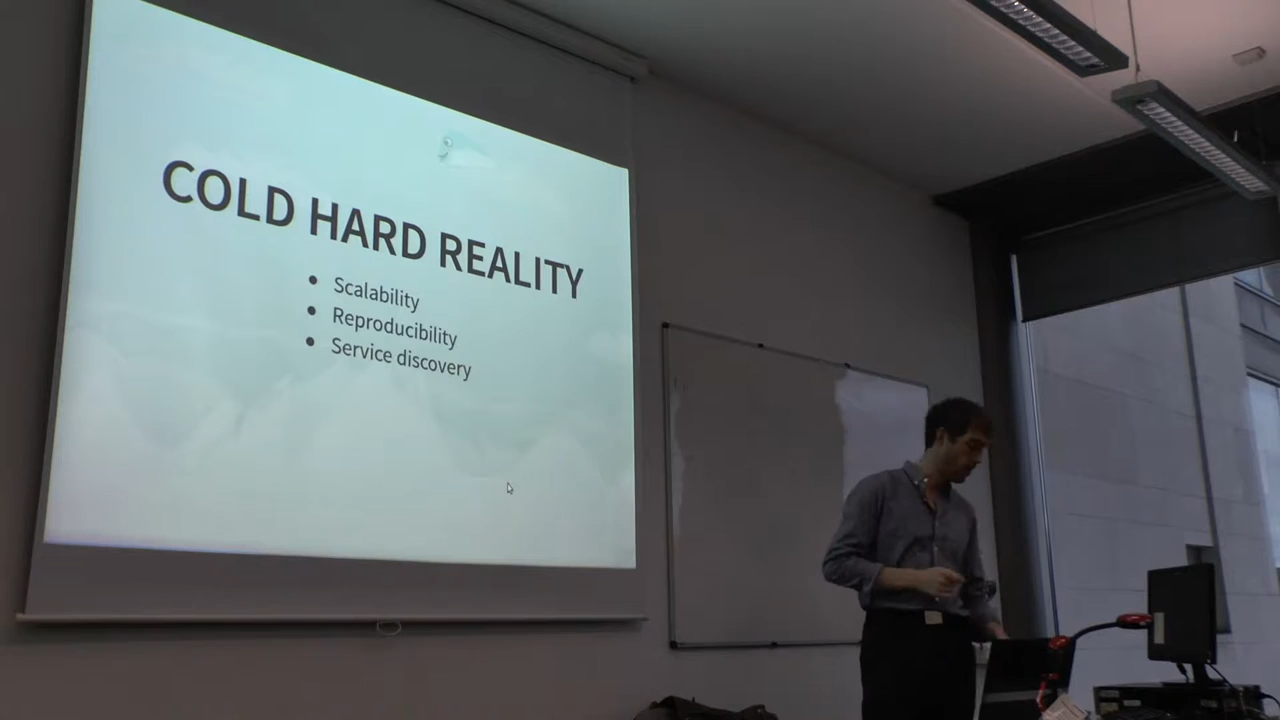 COLD HARD REALITY
• Scalability
• Reproducibility
• Service discovery